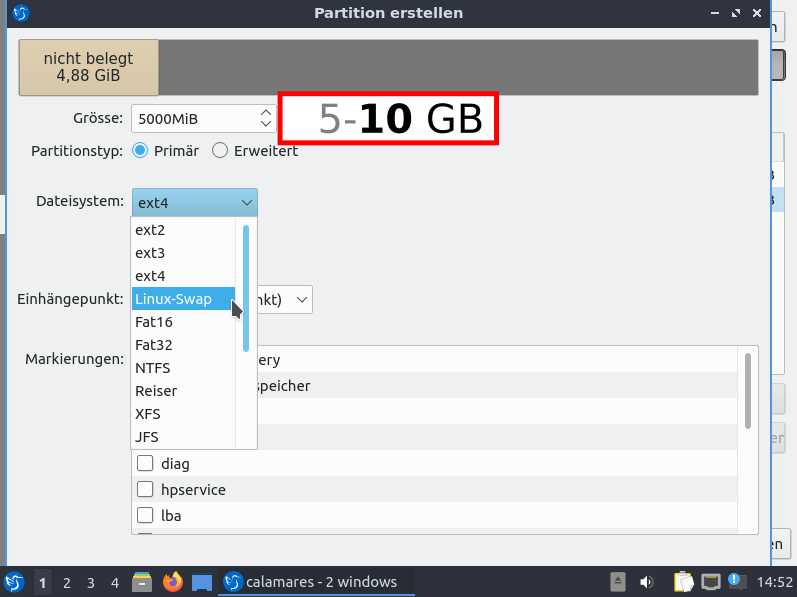 Partition erstellen
nicht belegt
4,88 GiB
Grösse:
5000MiB
5-10 GB
Partitionstyp:
Primär
Erweitert
Dateisystem:
ext4
ext2
ext3
ext4
Linux-Swap
Fat16
Fat32
NTFS
Reiser
XFS
JFS
Einhängepunkt:
nkt)
Markierungen:
ery
speicher
diag
hpservice
lba
en
1 2 3 4
calamares - 2 windows
14:52